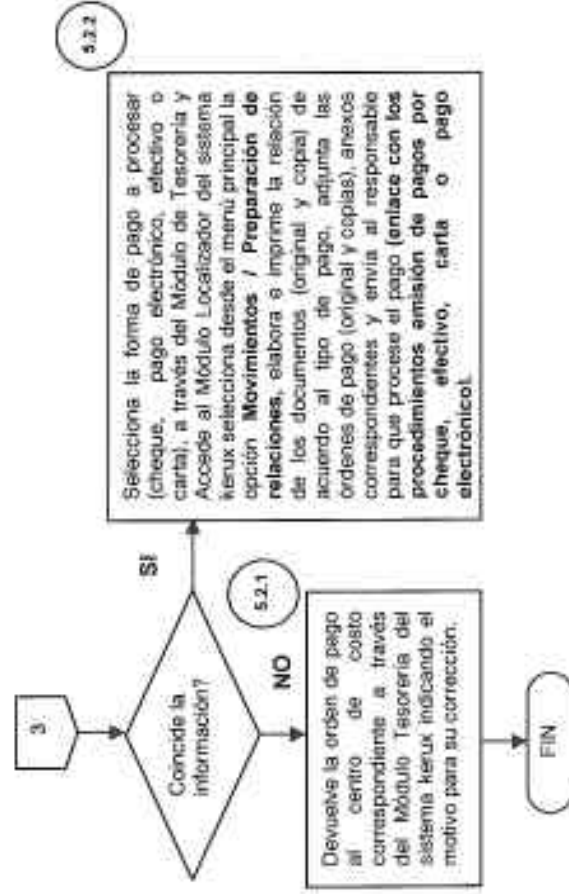 3
Coincide la
información?
SI
5.2.2
Selecciona la forma de pago a procesar
(cheque, pago electrónico, efectivo o
carta), a través del Módulo de Tesorería y
Accede al Módulo Localizador del sistema
kerux selecciona desde el menú principal la
opción Movimientos / Preparación de
relaciones, elabora e imprime la relación
de los documentos (original y copia) de
acuerdo al tipo de pago, adjunta las
órdenes de pago (original y copias), anexos
correspondientes y envía al responsable
para que procese el pago (enlace con los
procedimientos emisión de pagos por
cheque, efectivo, carta o pago
electrónico).
NO
5.2.1
Devuelve la orden de pago
al centro de costo
correspondiente a través
del Módulo Tesorería del
sistema kerux indicando el
motivo para su corrección.
FIN